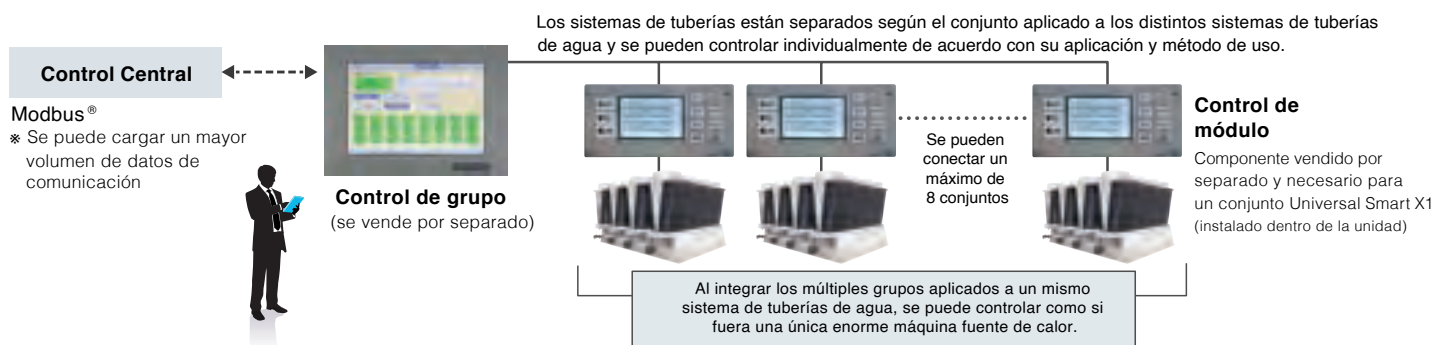 Los sistemas de tuberías están separados según el conjunto aplicado a los distintos sistemas de tuberías
de agua y se pueden controlar individualmente de acuerdo con su aplicación y método de uso.
Control Central
Modbus®
※ Se puede cargar un mayor
volumen de datos de
comunicación
Control de grupo
(se vende por separado)
Se pueden
conectar un
máximo de
8 conjuntos
Control de
módulo
Componente vendido por
separado y necesario para
un conjunto Universal Smart X1
(instalado dentro de la unidad)
Al integrar los múltiples grupos aplicados a un mismo
sistema de tuberías de agua, se puede controlar como si
fuera una única enorme máquina fuente de calor.